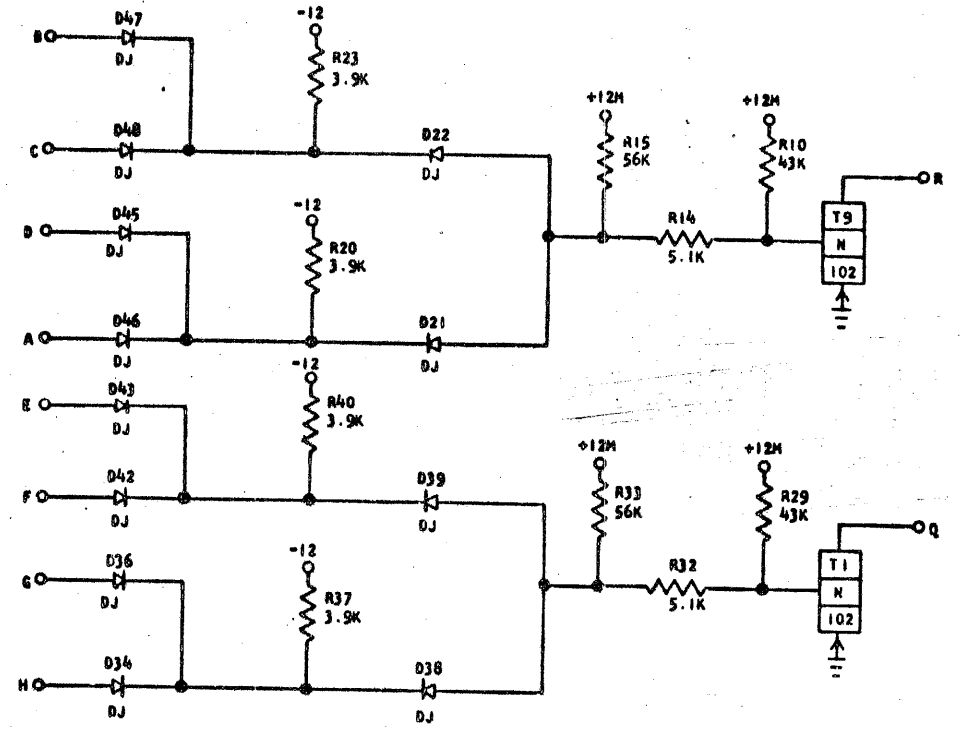 D47
B
DJ
-12
R23
3.9K
D48
C
DJ
D22
DJ
+12M
R15
56K
+12M
R10
43K
R
T9
N
102
D45
D
DJ
-12
R20
3.9K
R14
5.1K
D46
A
DJ
D21
DJ
-12
D43
E
DJ
R40
3.9K
D42
F
DJ
D39
DJ
+12M
R33
56K
+12M
R29
43K
Q
T1
N
102
D36
G
DJ
-12
R37
3.9K
R32
5.1K
D34
H
DJ
D38
DJ